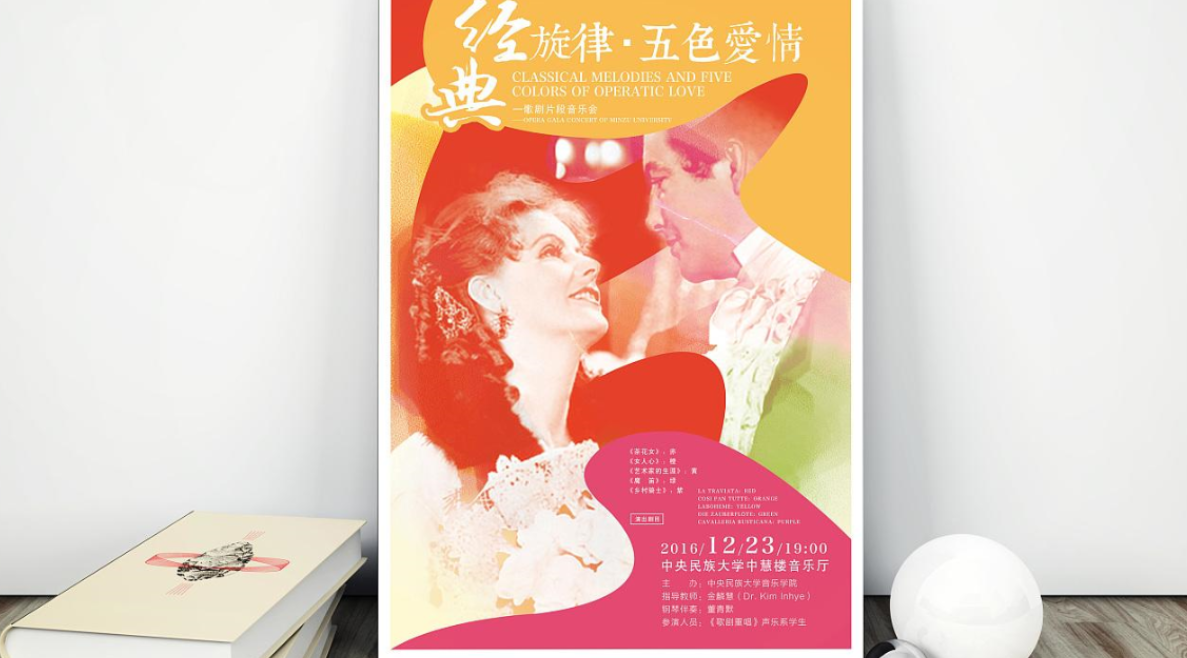 经典旋律·五色愛情
CLASSICAL MELODIES AND FIVE
COLORS OF OPERATIC LOVE
—歌剧片段音乐会
——OPERA GALA CONCERT OF MINZU UNIVERSITY
《茶花女》：赤
《女人心》：橙
《艺术家的生涯》：黄
《魔　笛》：绿
《乡村骑士》：紫
LA TRAVIATA: RED
COSI FAN TUTTE: ORANGE
LABOHEME: YELLOW
DIE ZAUBERFLOTE: GREEN
CAVALLERIA RUSTICANA: PURPLE
演出剧目
2016/12/23/19:00
中央民族大学中慧楼音乐厅
主　　办：中央民族大学音乐学院
指导教师：金麟慧（Dr. Kim Inhye）
钢琴伴奏：董青默
参演人员：《歌剧重唱》声乐系学生